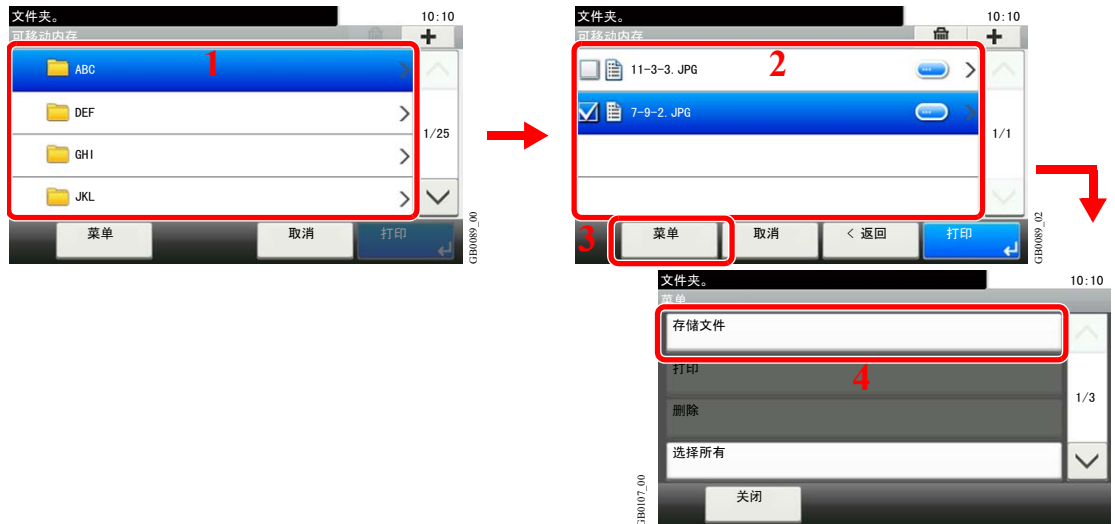 文件夹。 10:10
可移动内存
1
ABC
DEF
1/25
GHI
JKL
菜单 取消 打印
GB0089_00
文件夹。 10:10
可移动内存
2
11-3-3.JPG
7-9-2.JPG
1/1
3
菜单 取消 < 返回 打印
GB0089_02
文件夹。 10:10
菜单
存储文件
打印
4
1/3
删除
选择所有
关闭
GB0107_00